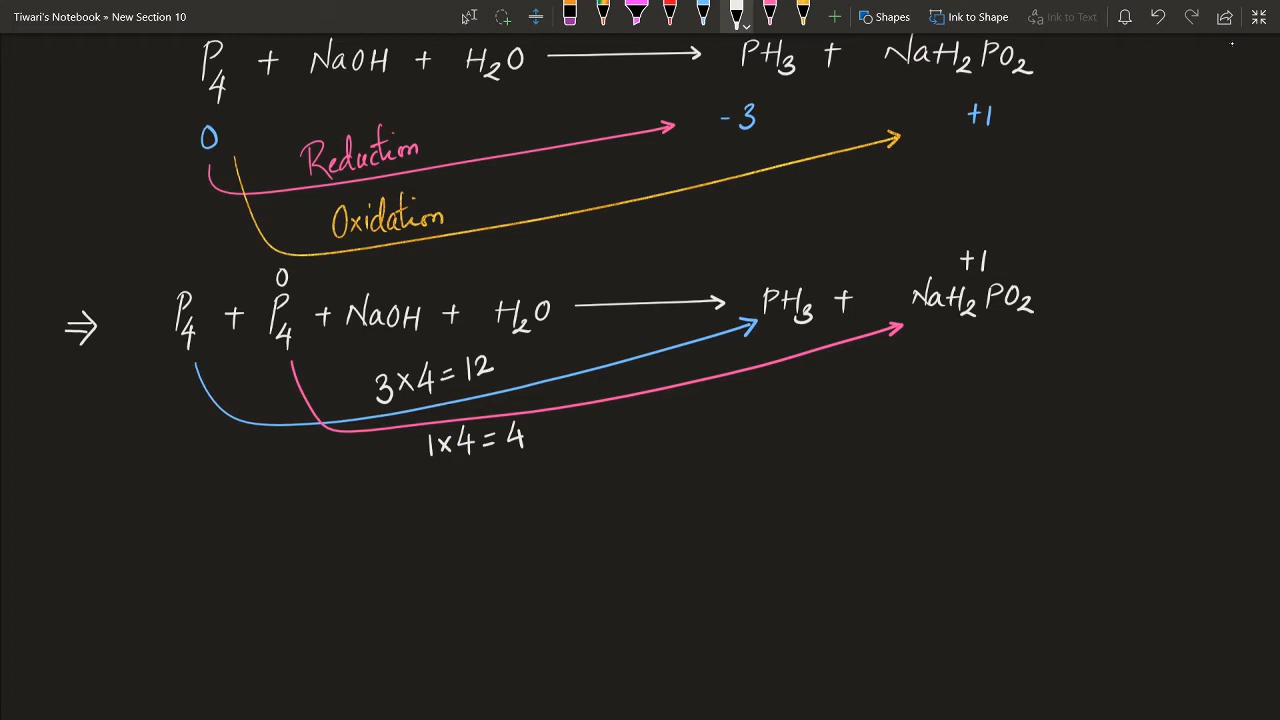 Tiwari's Notebook » New Section 10
Shapes Ink to Shape Ink to Text
P₄ + NaOH + H₂O ⟶ PH₃ + NaH₂PO₂
0 -3 +1
Reduction
Oxidation
0 +1
⇒ P₄ + P₄ + NaOH + H₂O ⟶ PH₃ + NaH₂PO₂
3×4=12
1×4=4